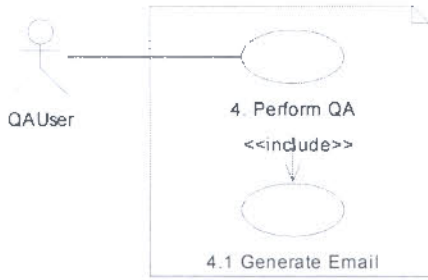 4. Perform QA
QAUser
<<include>>
4.1 Generate Email